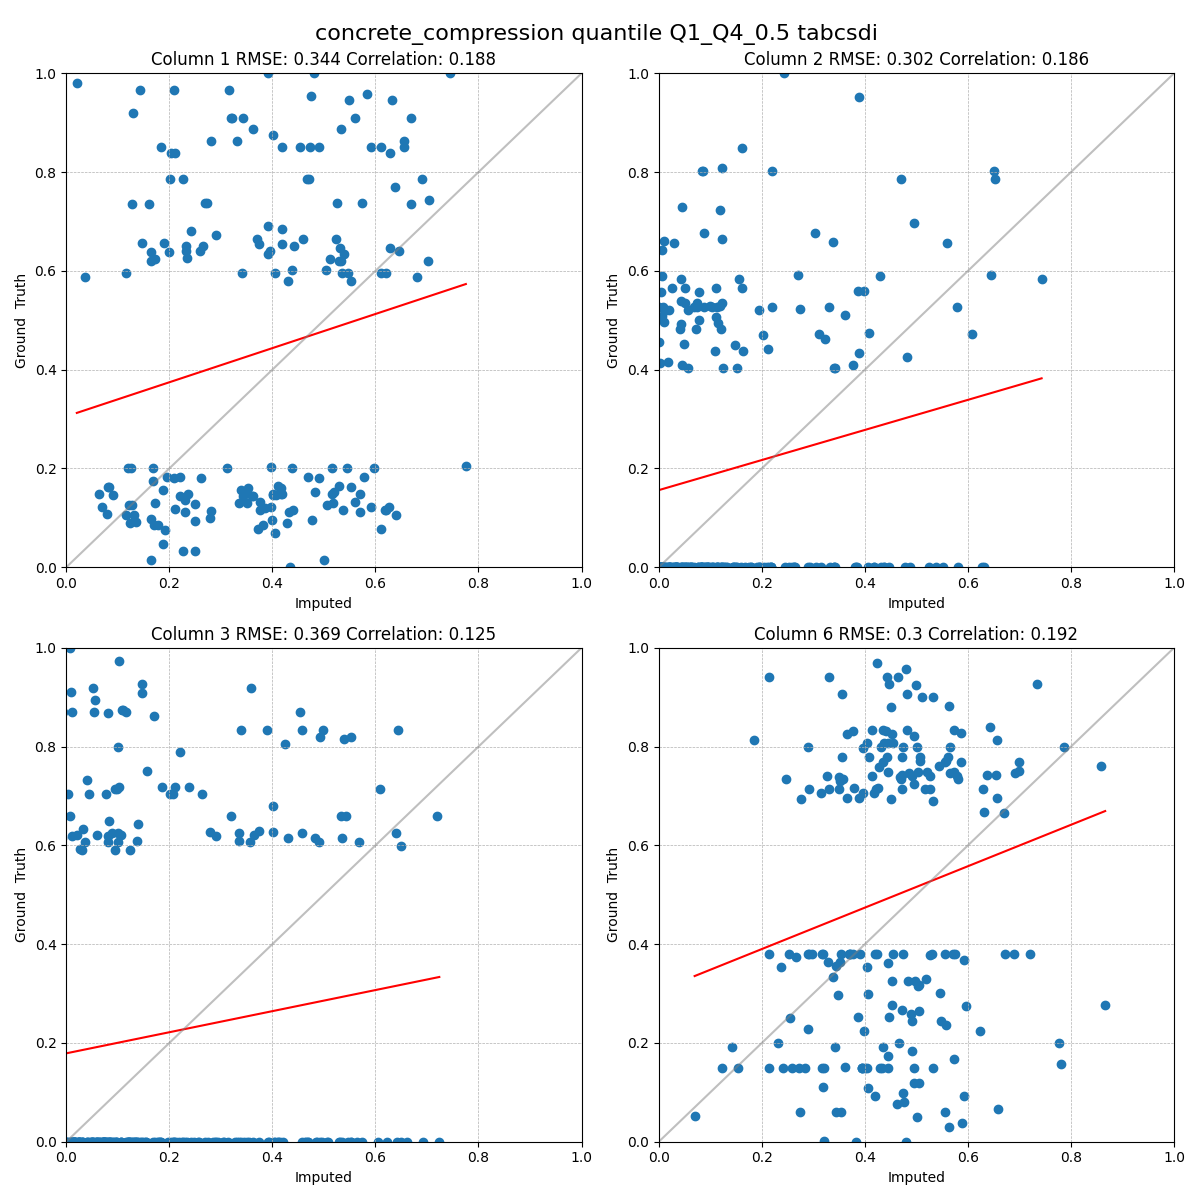 concrete_compression quantile Q1_Q4_0.5 tabcsdi
Column 1 RMSE: 0.344 Correlation: 0.188
1.0
0.8
0.6
0.4
0.2
0.0
Ground Truth
0.0 0.2 0.4 0.6 0.8 1.0
Imputed
Column 2 RMSE: 0.302 Correlation: 0.186
1.0
0.8
0.6
0.4
0.2
0.0
Ground Truth
0.0 0.2 0.4 0.6 0.8 1.0
Imputed
Column 3 RMSE: 0.369 Correlation: 0.125
1.0
0.8
0.6
0.4
0.2
0.0
Ground Truth
0.0 0.2 0.4 0.6 0.8 1.0
Imputed
Column 6 RMSE: 0.3 Correlation: 0.192
1.0
0.8
0.6
0.4
0.2
0.0
Ground Truth
0.0 0.2 0.4 0.6 0.8 1.0
Imputed